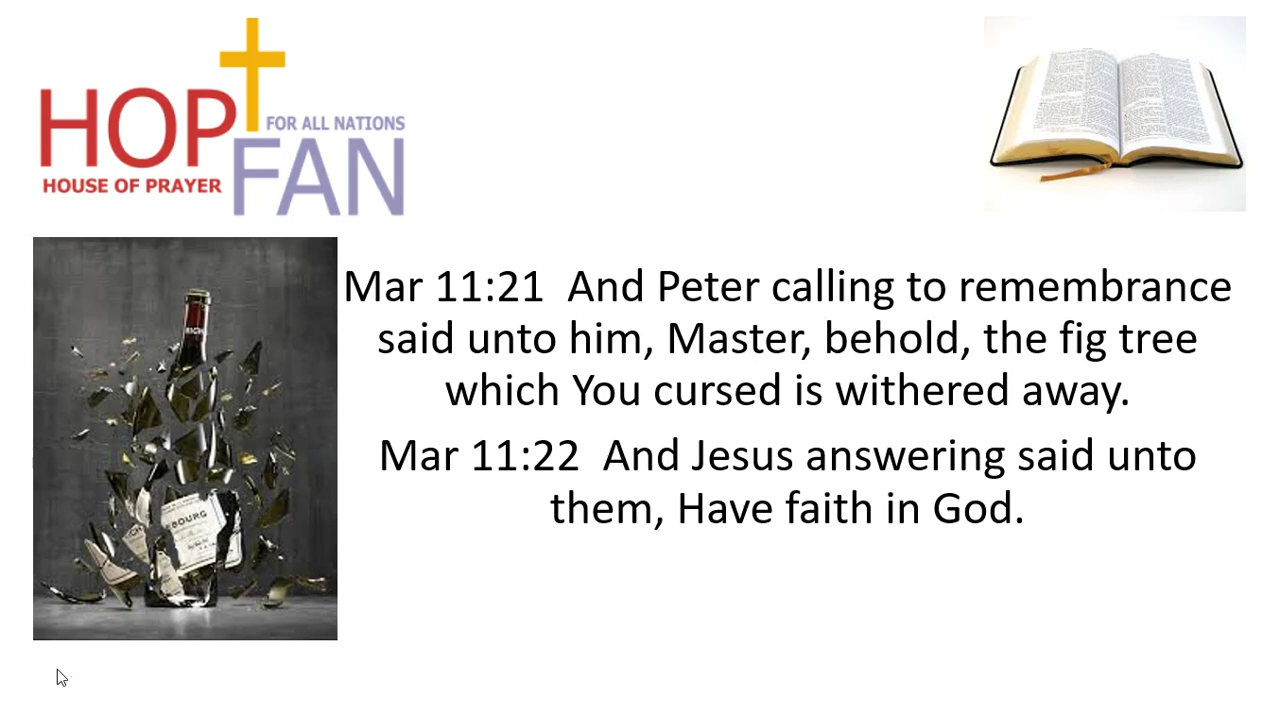 HOP
FOR ALL NATIONS
HOUSE OF PRAYER
FAN
Mar 11:21 And Peter calling to remembrance
said unto him, Master, behold, the fig tree
which You cursed is withered away.
Mar 11:22 And Jesus answering said unto
them, Have faith in God.
RICH
EBOURG